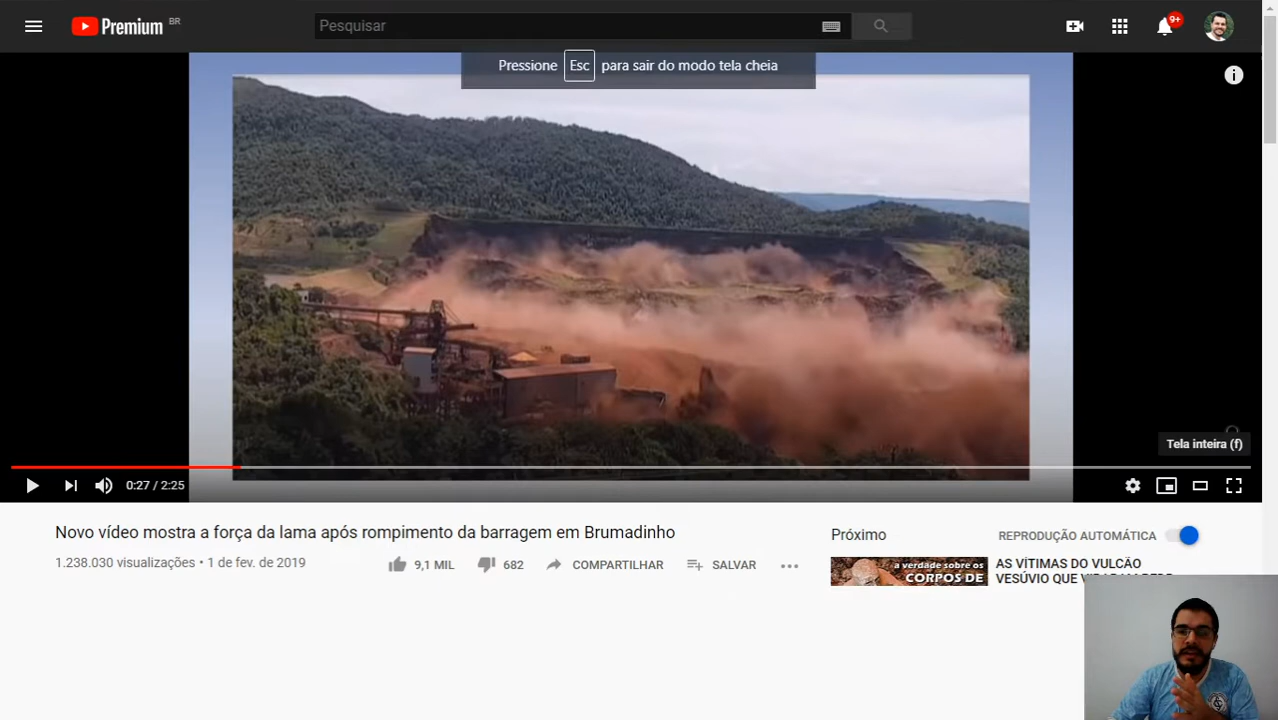 Premium BR
Pesquisar
9+
Pressione Esc para sair do modo tela cheia
Tela inteira (f)
0:27 / 2:25
Novo vídeo mostra a força da lama após rompimento da barragem em Brumadinho
1.238.030 visualizações • 1 de fev. de 2019
9,1 MIL
682
COMPARTILHAR
SALVAR
Próximo
REPRODUÇÃO AUTOMÁTICA
a verdade sobre os
CORPOS DE
AS VÍTIMAS DO VULCÃO
VESÚVIO QUE